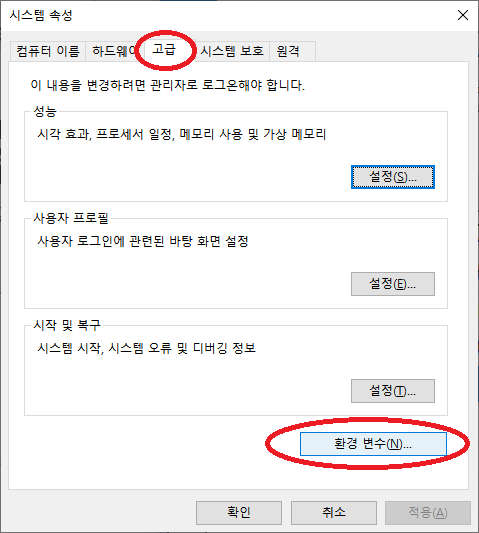 시스템 속성
컴퓨터 이름 하드웨어 고급 시스템 보호 원격
이 내용을 변경하려면 관리자로 로그온해야 합니다.
성능
시각 효과, 프로세서 일정, 메모리 사용 및 가상 메모리
설정(S)...
사용자 프로필
사용자 로그인에 관련된 바탕 화면 설정
설정(E)...
시작 및 복구
시스템 시작, 시스템 오류 및 디버깅 정보
설정(T)...
환경 변수(N)...
확인 취소 적용(A)